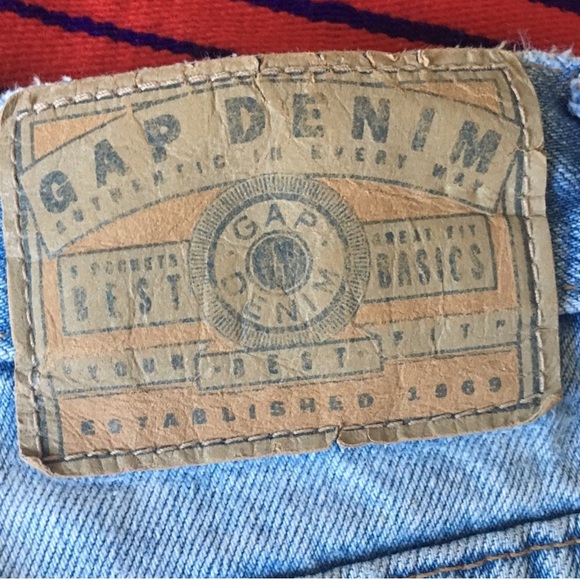 GAP DENIM
AUTHENTIC IN EVERY WAY
5 POCKETS
BEST
GAP
DENIM
GREAT FIT
BASICS
"YOUR BEST FIT"
ESTABLISHED 1969